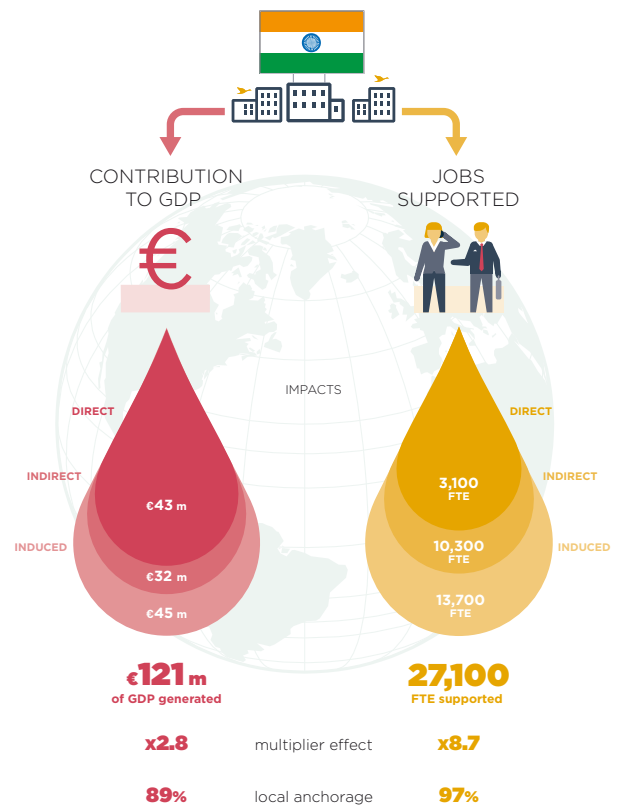 CONTRIBUTION
TO GDP
JOBS
SUPPORTED
€
IMPACTS
DIRECT
DIRECT
INDIRECT
INDIRECT
INDUCED
INDUCED
€43 m
€32 m
€45 m
3,100
FTE
10,300
FTE
13,700
FTE
€121 m
of GDP generated
27,100
FTE supported
x2.8 multiplier effect x8.7
89% local anchorage 97%